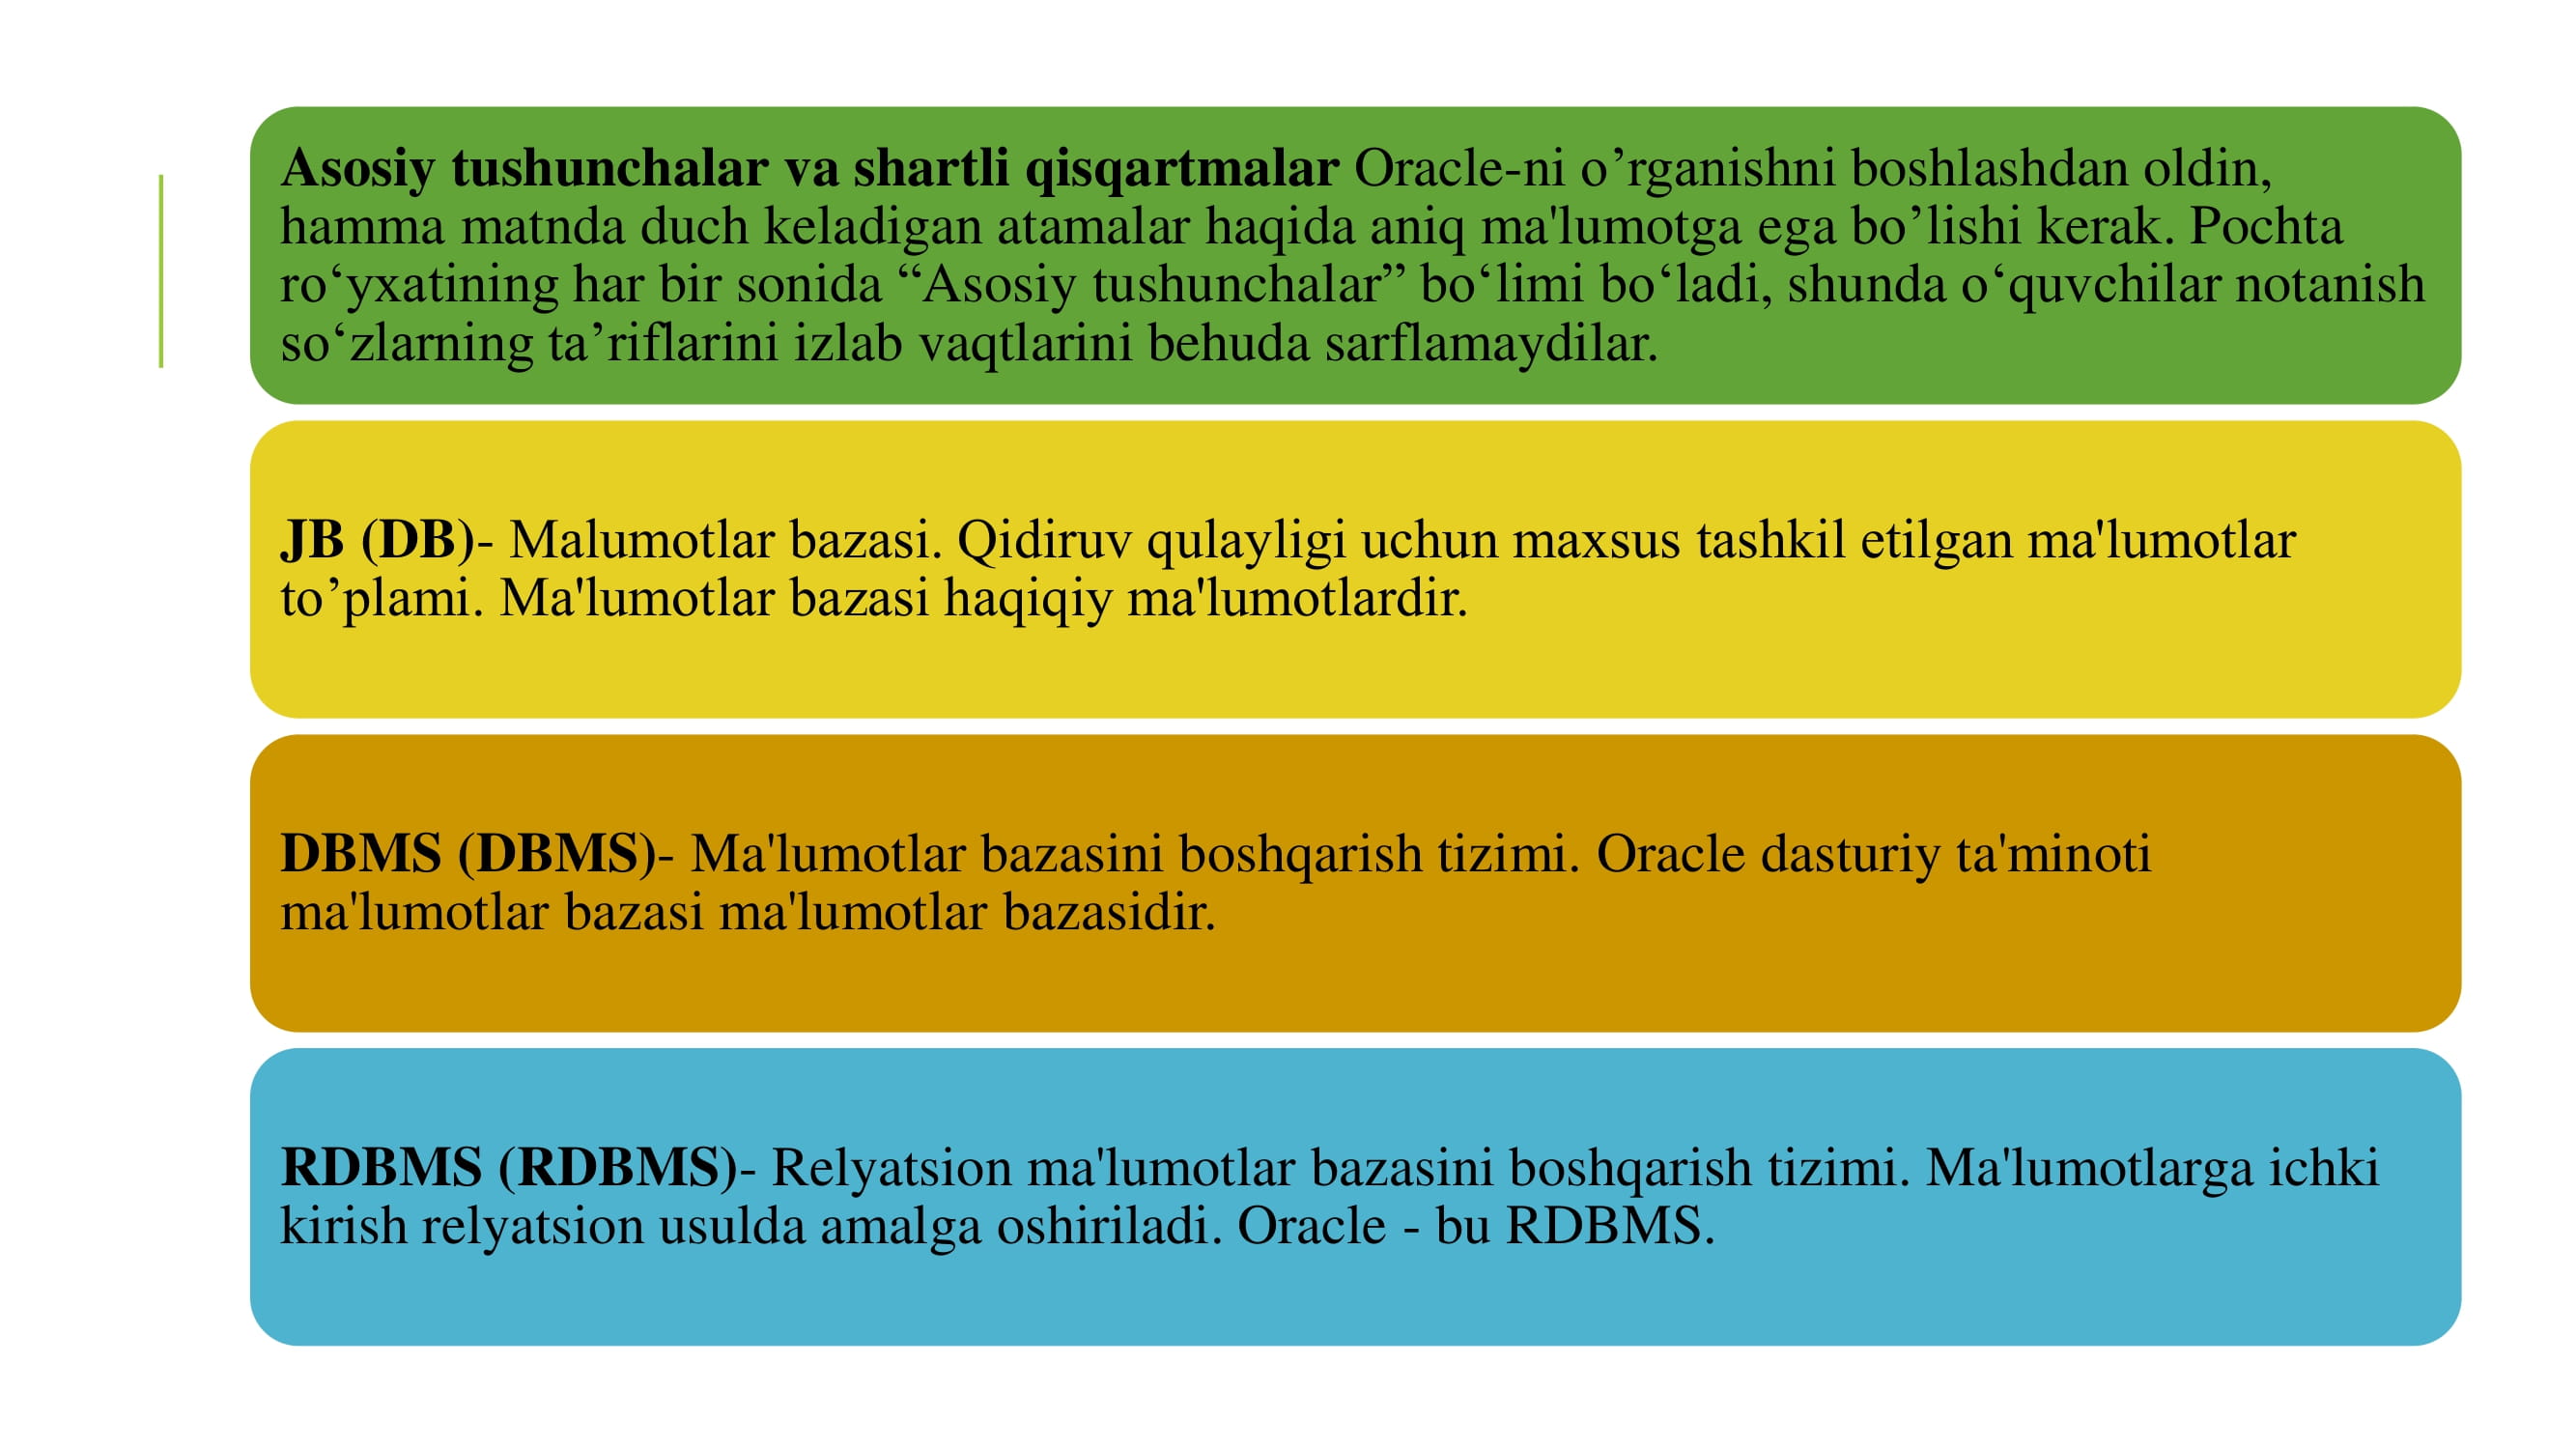 Asosiy tushunchalar va shartli qisqartmalar Oracle-ni o’rganishni boshlashdan oldin,
hamma matnda duch keladigan atamalar haqida aniq ma'lumotga ega bo’lishi kerak. Pochta
ro‘yxatining har bir sonida “Asosiy tushunchalar” bo‘limi bo‘ladi, shunda o‘quvchilar notanish
so‘zlarning ta’riflarini izlab vaqtlarini behuda sarflamaydilar.
JB (DB)- Malumotlar bazasi. Qidiruv qulayligi uchun maxsus tashkil etilgan ma'lumotlar
to’plami. Ma'lumotlar bazasi haqiqiy ma'lumotlardir.
DBMS (DBMS)- Ma'lumotlar bazasini boshqarish tizimi. Oracle dasturiy ta'minoti
ma'lumotlar bazasi ma'lumotlar bazasidir.
RDBMS (RDBMS)- Relyatsion ma'lumotlar bazasini boshqarish tizimi. Ma'lumotlarga ichki
kirish relyatsion usulda amalga oshiriladi. Oracle - bu RDBMS.